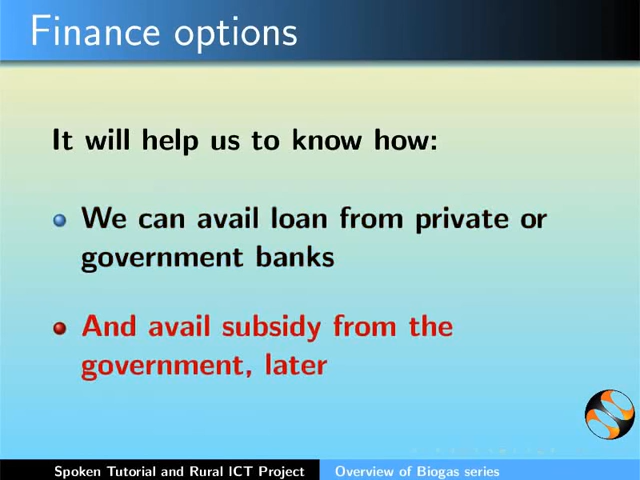 Finance options
It will help us to know how:
We can avail loan from private or
government banks
And avail subsidy from the
government, later
Spoken Tutorial and Rural ICT Project
Overview of Biogas series